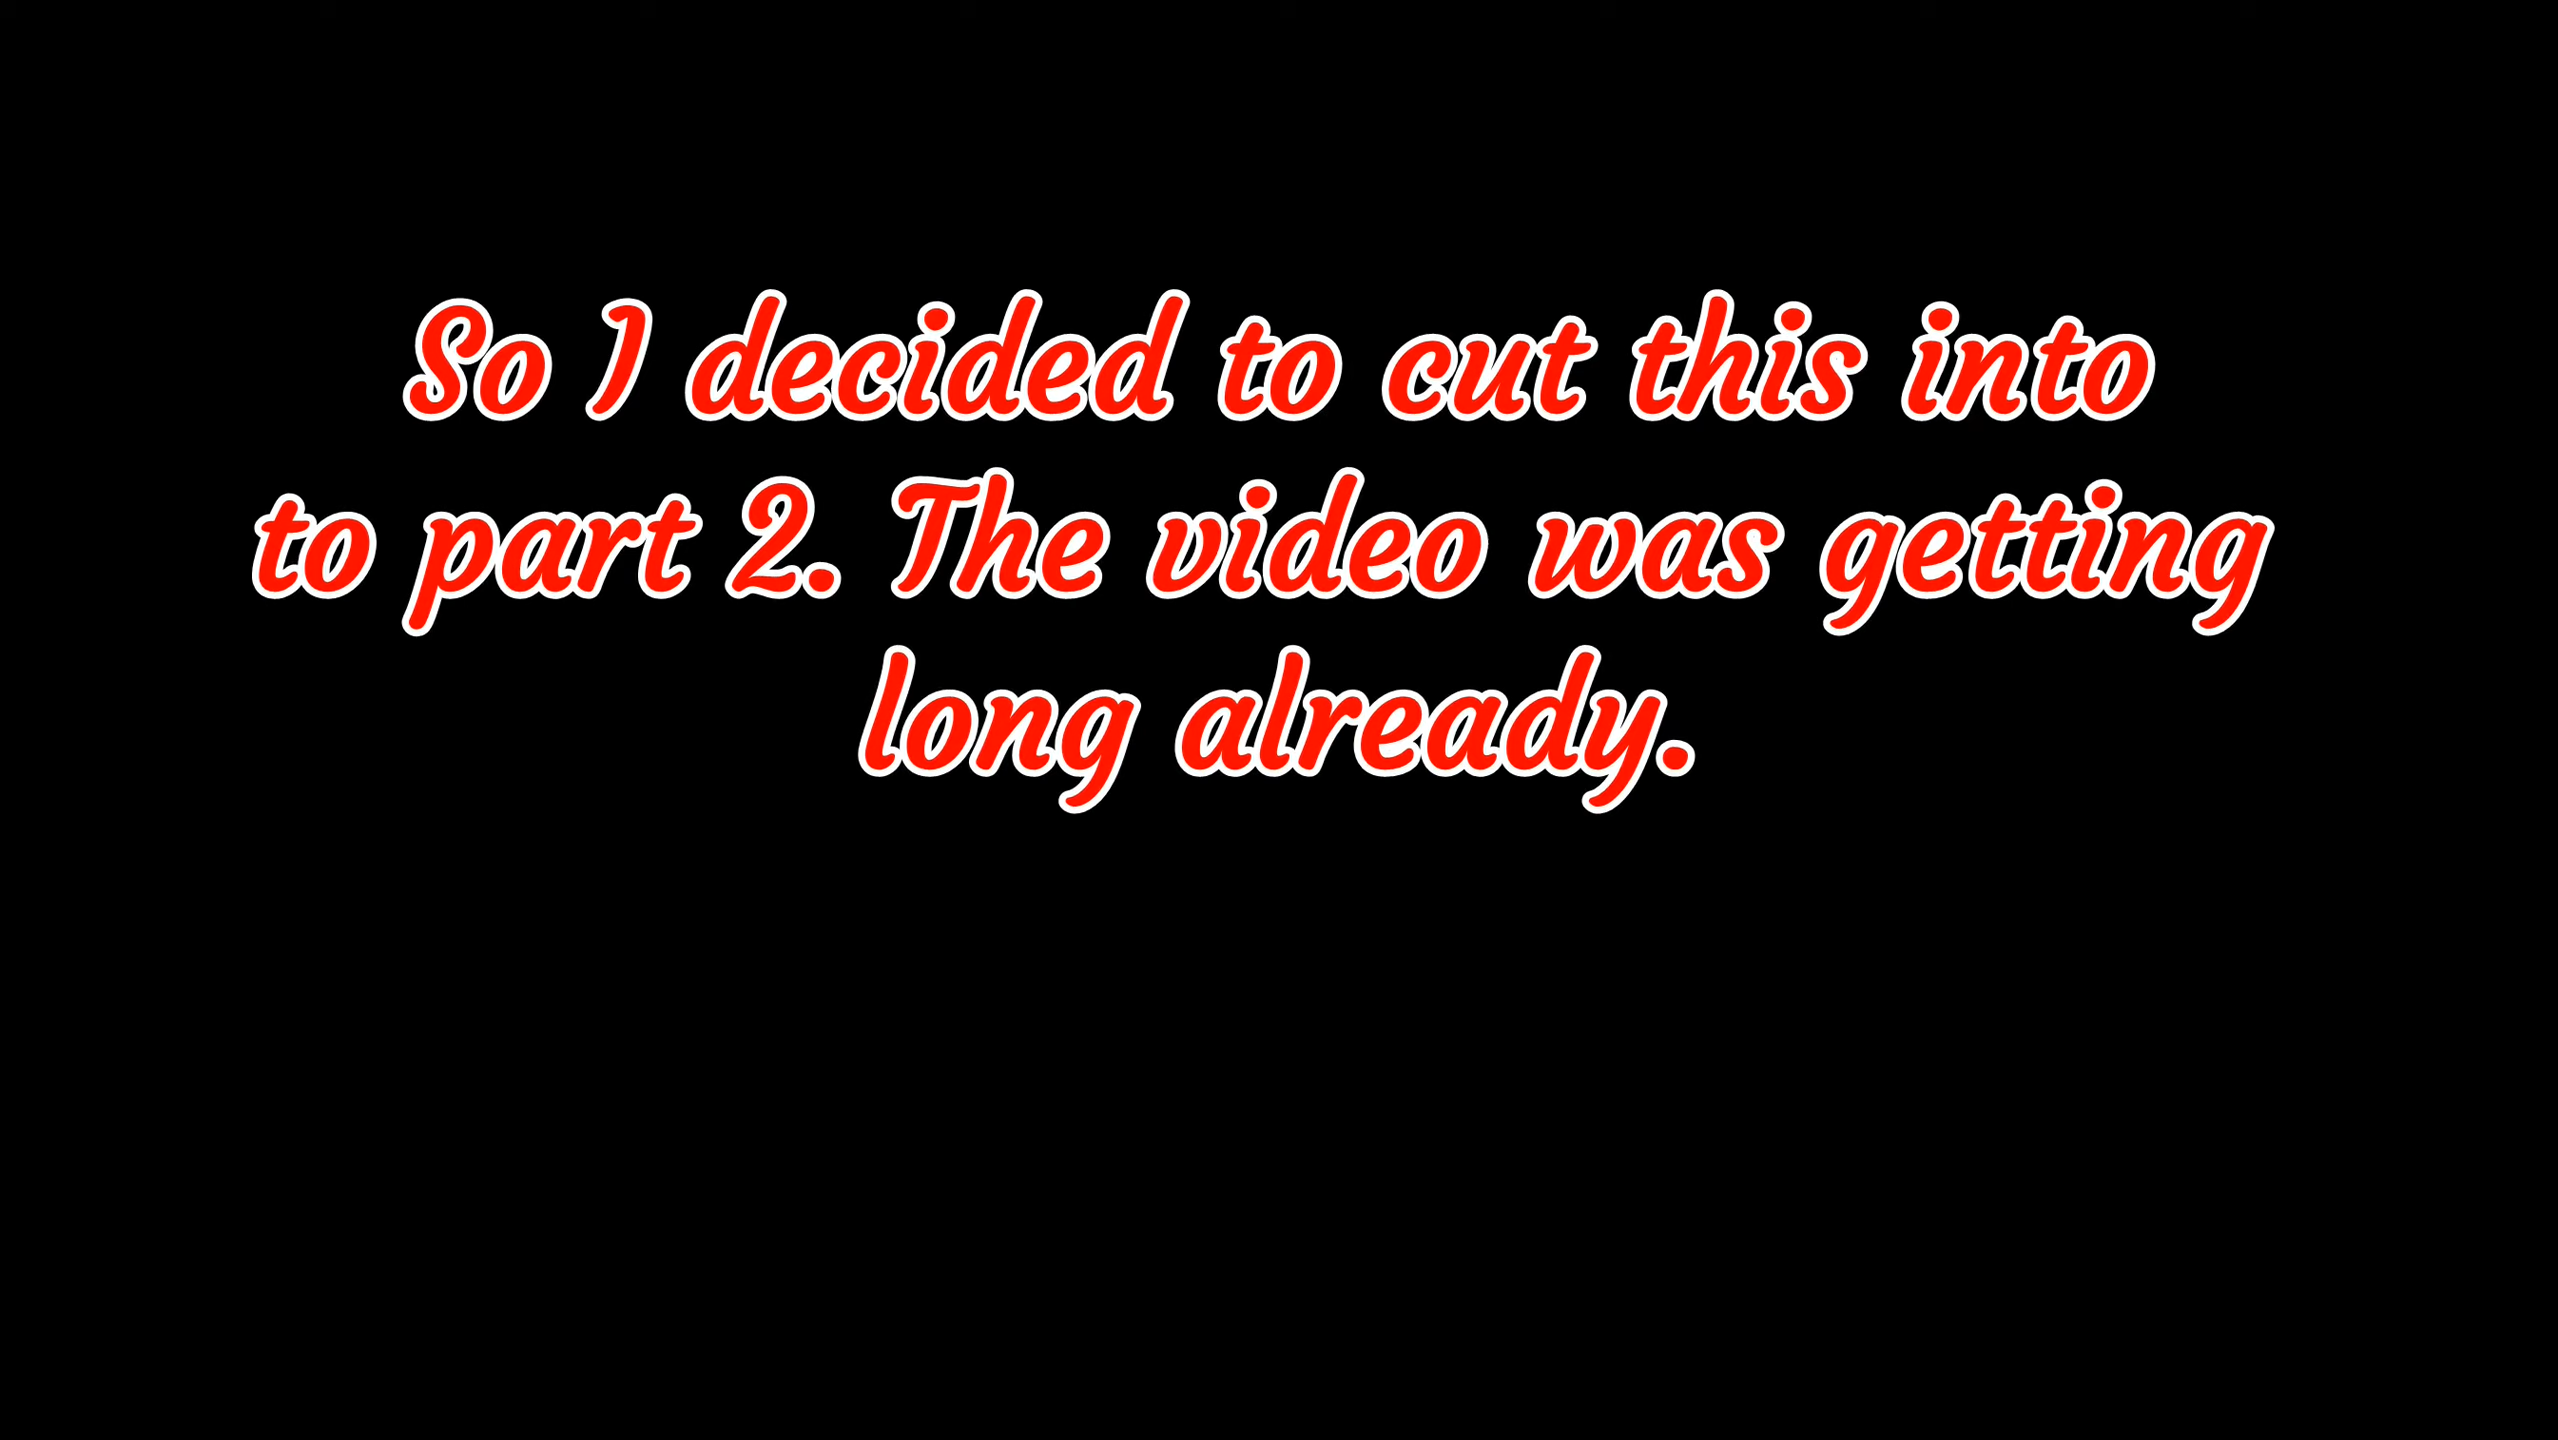 So I decided to cut this into
to part 2. The video was getting
long already.